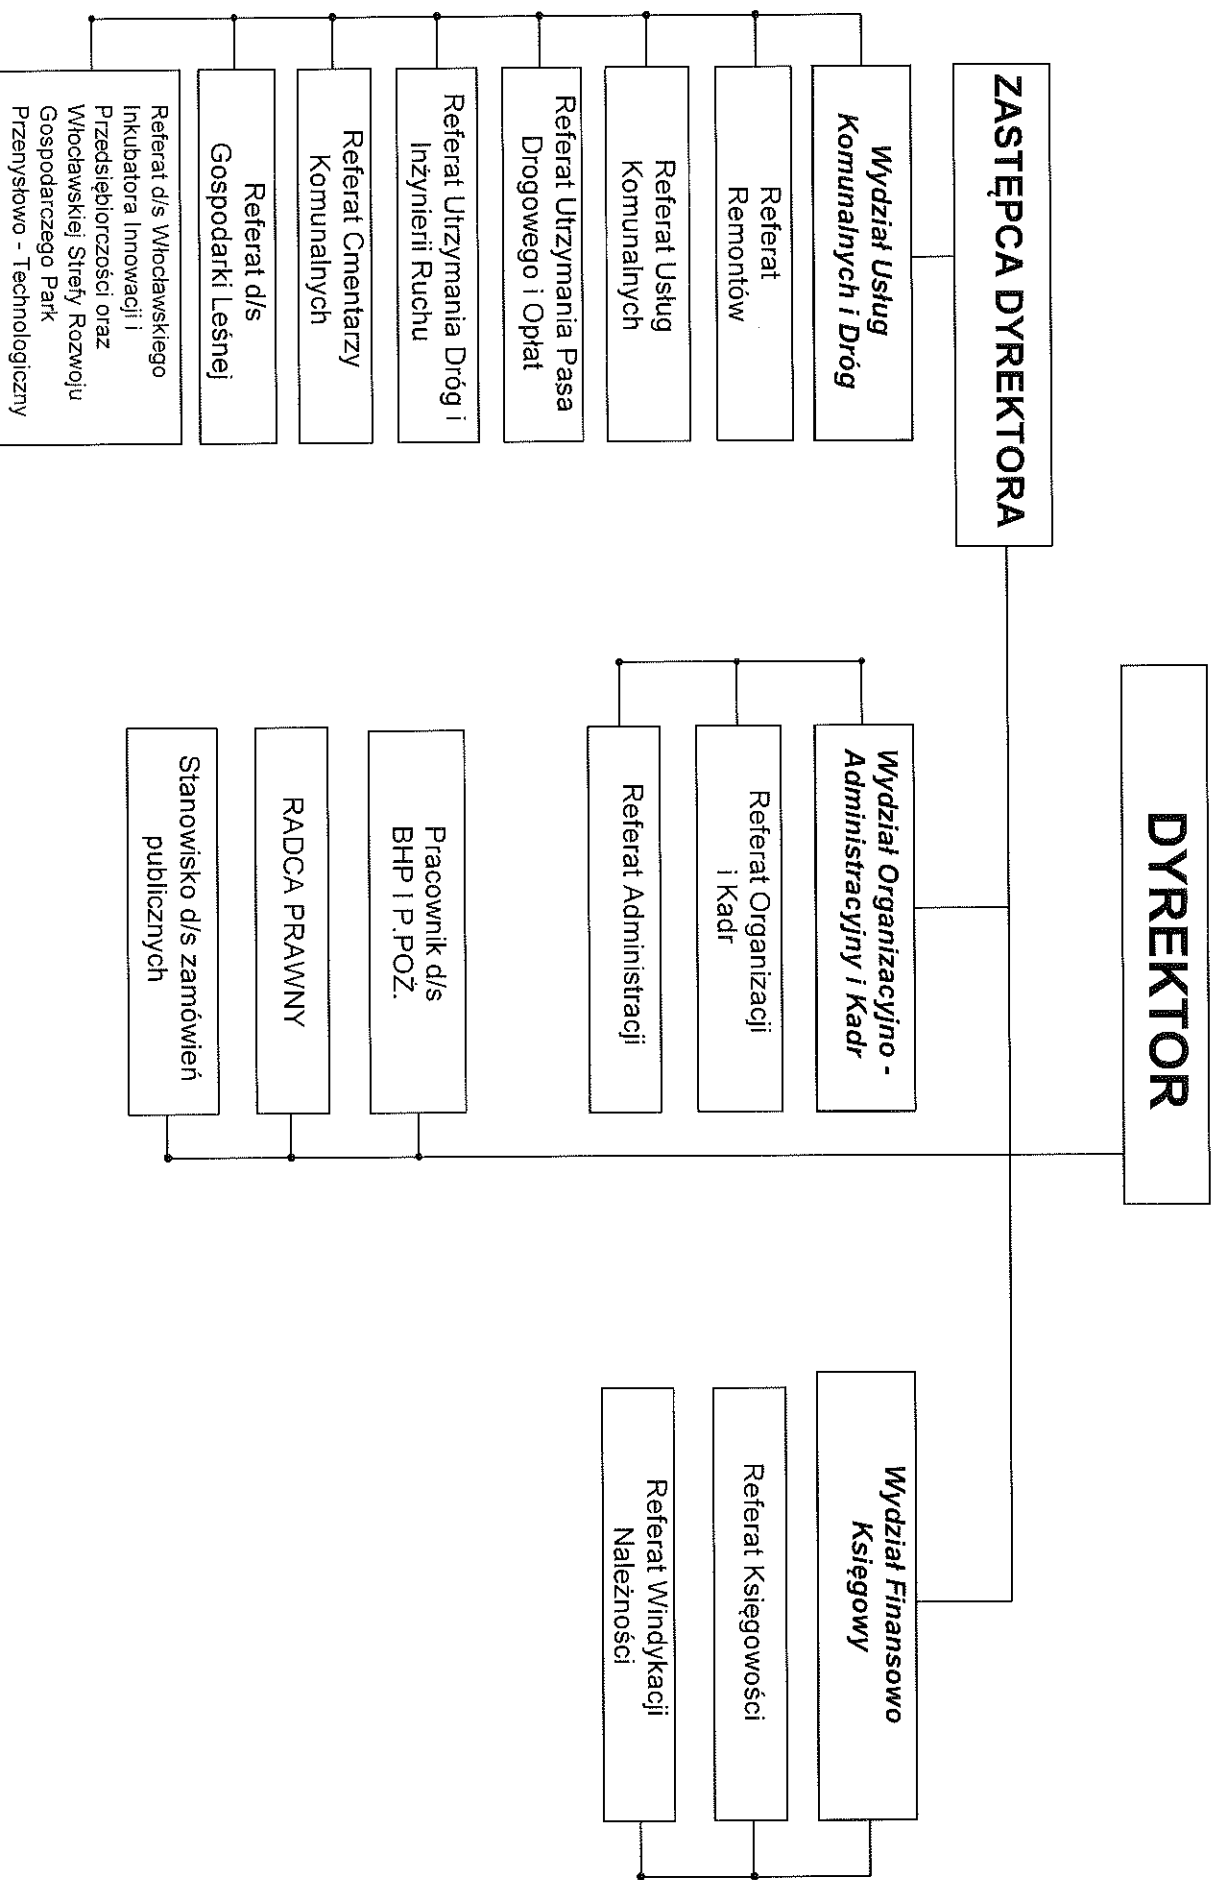 DYREKTOR
ZASTĘPCA DYREKTORA
Wydział Usług
Komunalnych i Dróg
Referat
Remontów
Referat Usług
Komunalnych
Referat Utrzymania Pasa
Drogowego i Opłat
Referat Utrzymania Dróg i
Inżynierii Ruchu
Referat Cmentarzy
Komunalnych
Referat d/s
Gospodarki Leśnej
Referat d/s Włocławskiego
Inkubatora Innowacji i
Przedsiębiorczości oraz
Włocławskiej Strefy Rozwoju
Gospodarczego Park
Przemysłowo - Technologiczny
Wydział Organizacyjno -
Administracyjny i Kadr
Referat Organizacji
i Kadr
Referat Administracji
Pracownik d/s
BHP I P.POŻ.
RADCA PRAWNY
Stanowisko d/s zamówień
publicznych
Wydział Finansowo
Księgowy
Referat Księgowości
Referat Windykacji
Należności